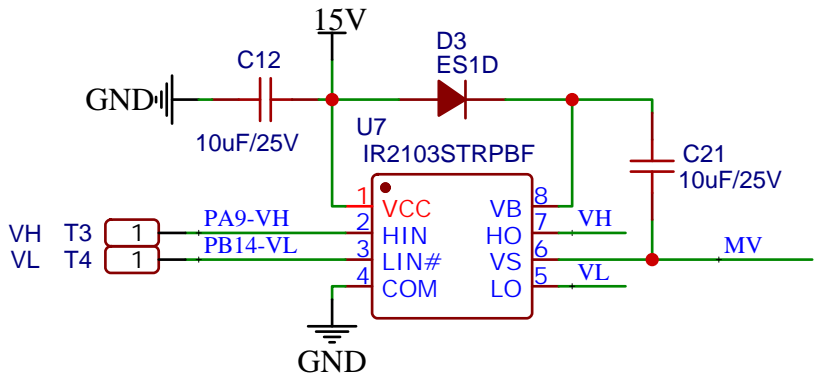 15V
D3
ES1D
C12
GND
10uF/25V
U7
IR2103STRPBF
C21
10uF/25V
1 VCC VB 8
VH T3 1 PA9-VH 2 HIN HO 7 VH
VL T4 1 PB14-VL 3 LIN# VS 6 MV
4 COM LO 5 VL
GND